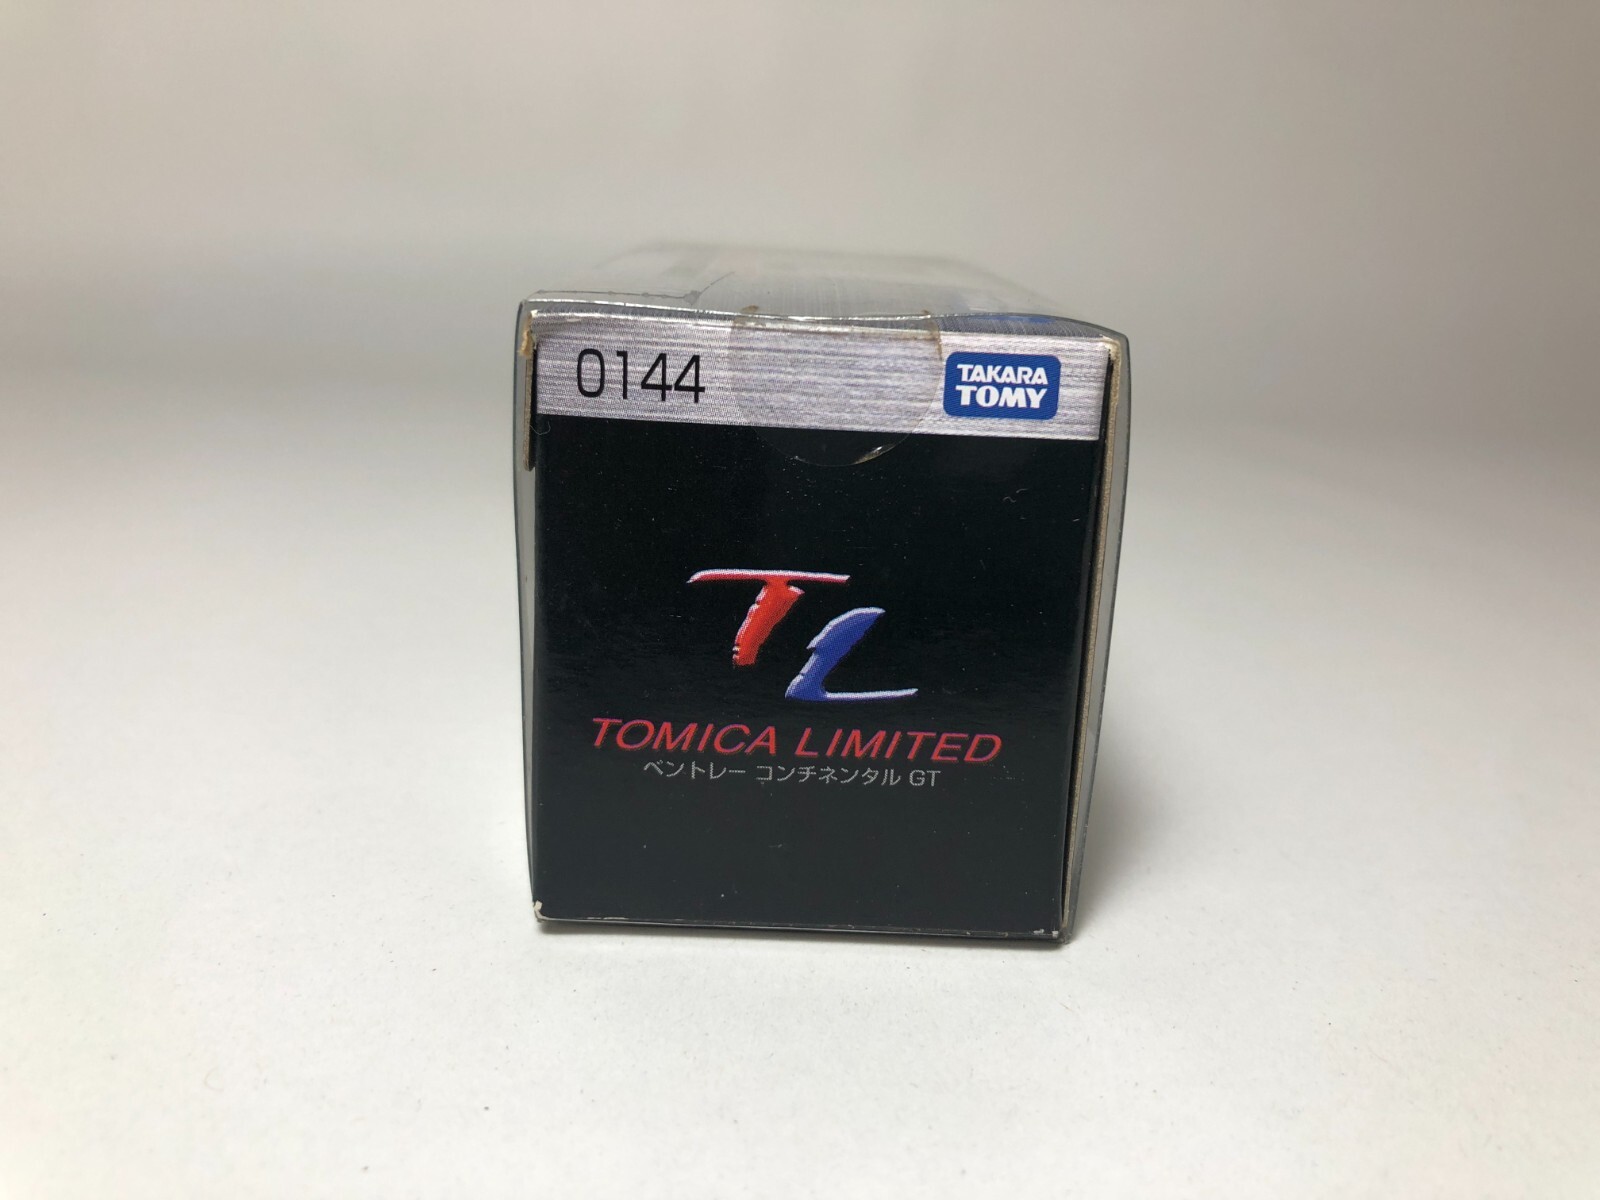 0144
TAKARA
TOMY
TL
TOMICA LIMITED
ベントレー コンチネンタル GT